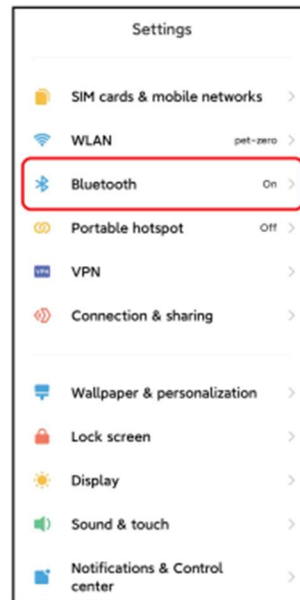 Settings
SIM cards & mobile networks
WLAN pet-zero
Bluetooth On
Portable hotspot Off
VPN VPN
Connection & sharing
Wallpaper & personalization
Lock screen
Display
Sound & touch
Notifications & Control
center